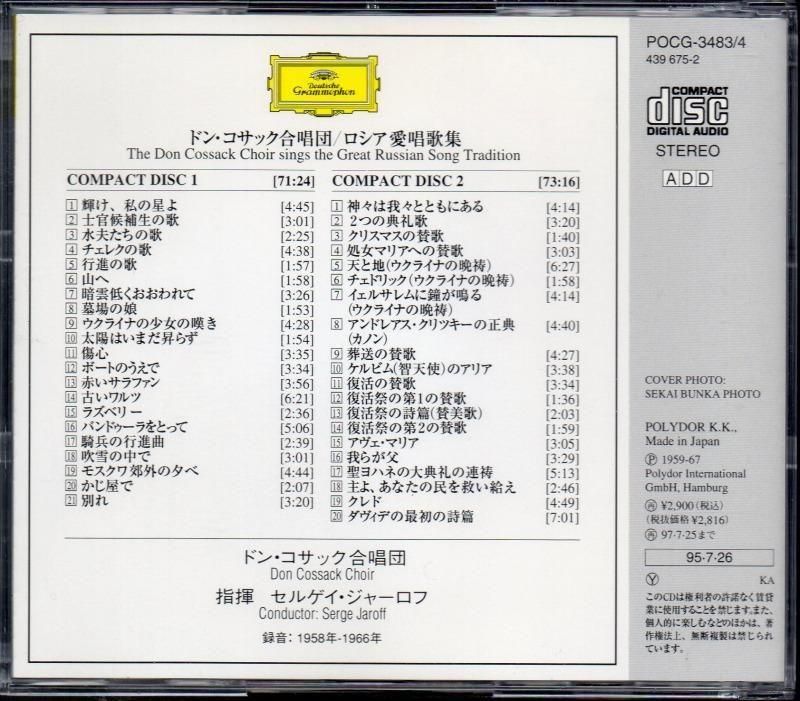 Deutsche
Grammophon
ドン・コサック合唱団/ロシア愛唱歌集
The Don Cossack Choir sings the Great Russian Song Tradition
COMPACT DISC 1 [71:24]
1 輝け、私の星よ [4:45]
2 士官候補生の歌 [3:01]
3 水夫たちの歌 [2:25]
4 チェレクの歌 [4:38]
5 行進の歌 [1:57]
6 山へ [1:58]
7 暗雲低くおおわれて [3:26]
8 墓場の娘 [1:53]
9 ウクライナの少女の嘆き [4:28]
10 太陽はいまだ昇らず [1:54]
11 傷心 [3:35]
12 ボートのうえで [3:34]
13 赤いサラファン [3:56]
14 古いワルツ [6:21]
15 ラズベリー [2:36]
16 バンドゥーラをとって [5:06]
17 騎兵の行進曲 [2:39]
18 吹雪の中で [3:01]
19 モスクワ郊外の夕べ [4:44]
20 かじ屋で [2:07]
21 別れ [3:20]
COMPACT DISC 2 [73:16]
1 神々は我々とともにある [4:14]
2 2つの典礼歌 [3:20]
3 クリスマスの賛歌 [1:40]
4 処女マリアへの賛歌 [3:03]
5 天と地(ウクライナの晩祷) [6:27]
6 チェドリック(ウクライナの晩祷) [1:58]
7 イェルサレムに鐘が鳴る [4:14]
(ウクライナの晩祷)
8 アンドレアス・クリツキーの正典 [4:40]
(カノン)
9 葬送の賛歌 [4:27]
10 ケルビム(智天使)のアリア [3:38]
11 復活の賛歌 [3:34]
12 復活祭の第1の賛歌 [1:36]
13 復活祭の詩篇(賛美歌) [2:03]
14 復活祭の第2の賛歌 [1:59]
15 アヴェ・マリア [3:05]
16 我らが父 [3:29]
17 聖ヨハネの大典礼の連祷 [5:13]
18 主よ、あなたの民を救い給え [2:46]
19 クレド [4:49]
20 ダヴィデの最初の詩篇 [7:01]
ドン・コサック合唱団
Don Cossack Choir
指揮 セルゲイ・ジャーロフ
Conductor: Serge Jaroff
録音:1958年-1966年
POCG-3483/4
439 675-2
COMPACT
disc
DIGITAL AUDIO
STEREO
ADD
COVER PHOTO:
SEKAI BUNKA PHOTO
POLYDOR K.K.,
Made in Japan
Ⓟ 1959-67
Polydor International
GmbH, Hamburg
㊢ ¥2,900(税込)
(税抜価格 ¥2,816)
㊢ 97・7・25まで
95・7・26
Ⓨ KA
このCDは権利者の許諾なく賃貸
業に使用することを禁じます。また、
個人的に楽しむなどのほかは、著
作権法上、無断複製は禁じられ
ています。